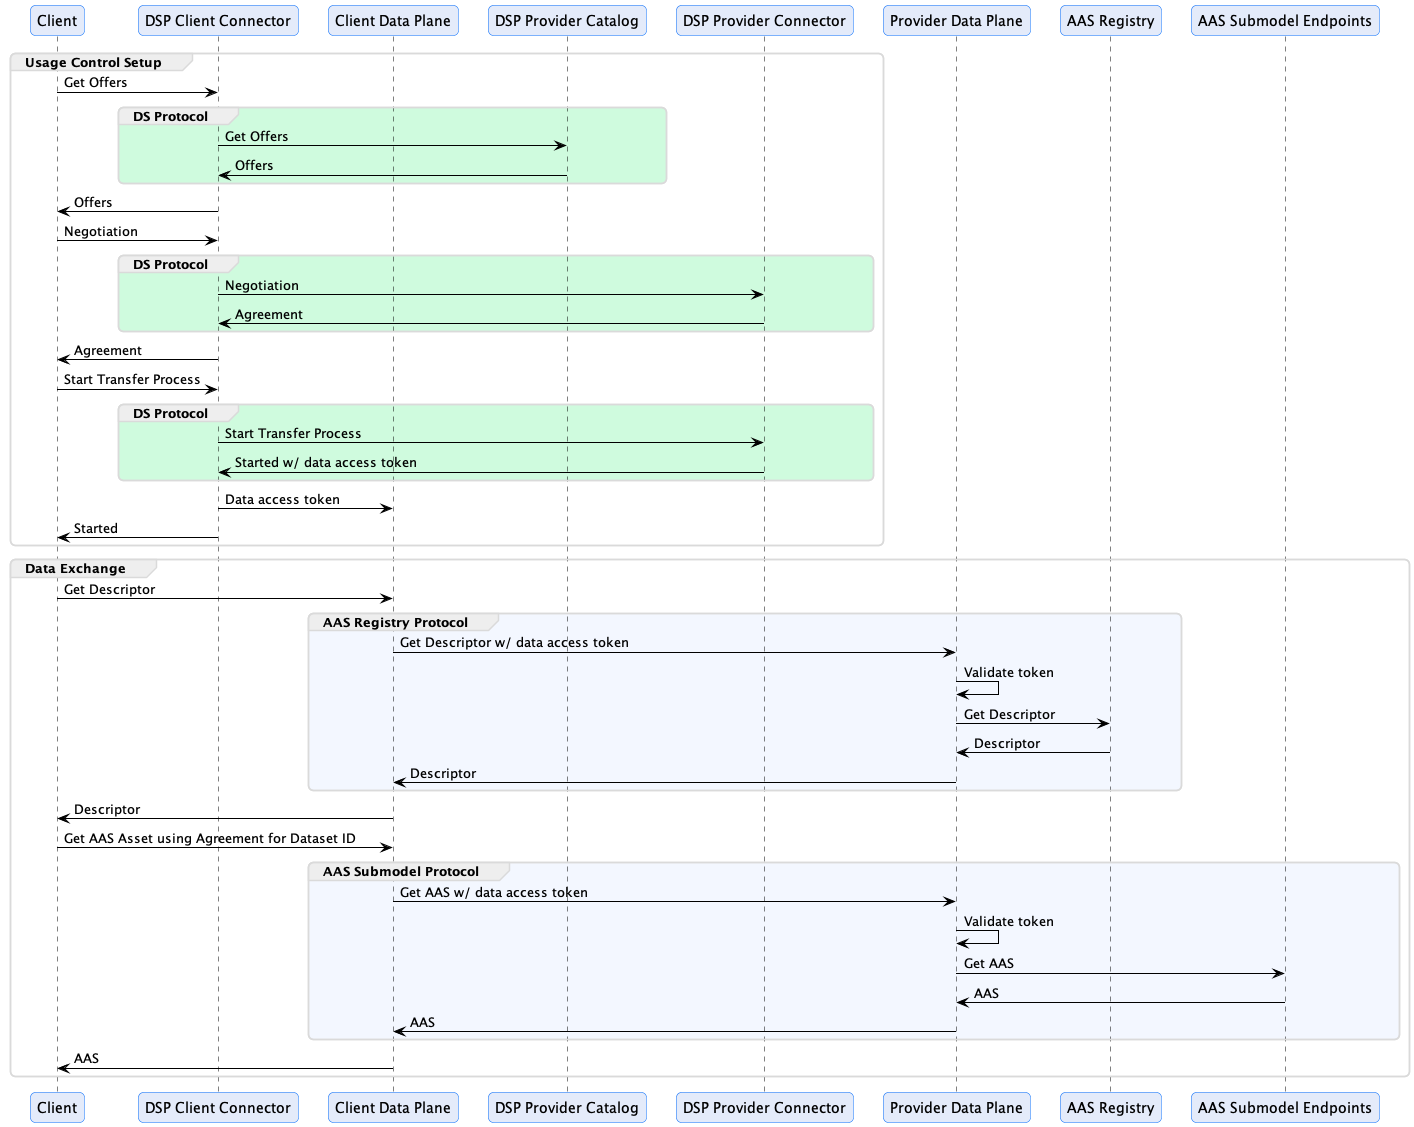 Client
DSP Client Connector
Client Data Plane
DSP Provider Catalog
DSP Provider Connector
Provider Data Plane
AAS Registry
AAS Submodel Endpoints
Usage Control Setup
Get Offers
DS Protocol
Get Offers
Offers
Offers
Negotiation
DS Protocol
Negotiation
Agreement
Agreement
Start Transfer Process
DS Protocol
Start Transfer Process
Started w/ data access token
Data access token
Started
Data Exchange
Get Descriptor
AAS Registry Protocol
Get Descriptor w/ data access token
Validate token
Get Descriptor
Descriptor
Descriptor
Descriptor
Get AAS Asset using Agreement for Dataset ID
AAS Submodel Protocol
Get AAS w/ data access token
Validate token
Get AAS
AAS
AAS
AAS
Client
DSP Client Connector
Client Data Plane
DSP Provider Catalog
DSP Provider Connector
Provider Data Plane
AAS Registry
AAS Submodel Endpoints